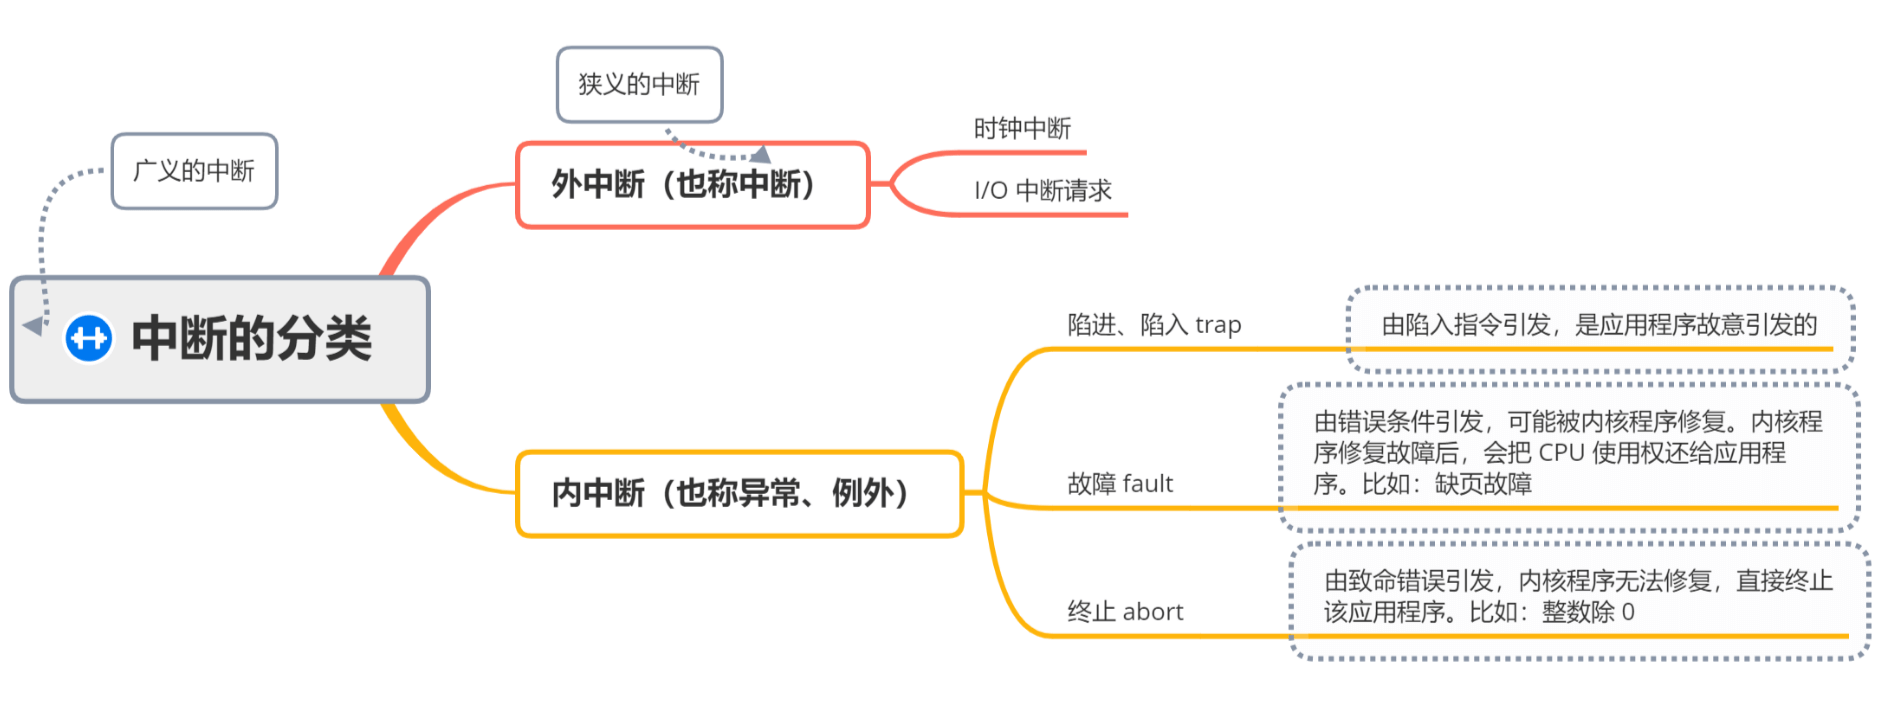 狭义的中断
广义的中断
中断的分类
外中断（也称中断）
时钟中断
I/O 中断请求
内中断（也称异常、例外）
陷进、陷入 trap
由陷入指令引发，是应用程序故意引发的
故障 fault
由错误条件引发，可能被内核程序修复。内核程
序修复故障后，会把 CPU 使用权还给应用程
序。比如：缺页故障
终止 abort
由致命错误引发，内核程序无法修复，直接终止
该应用程序。比如：整数除 0